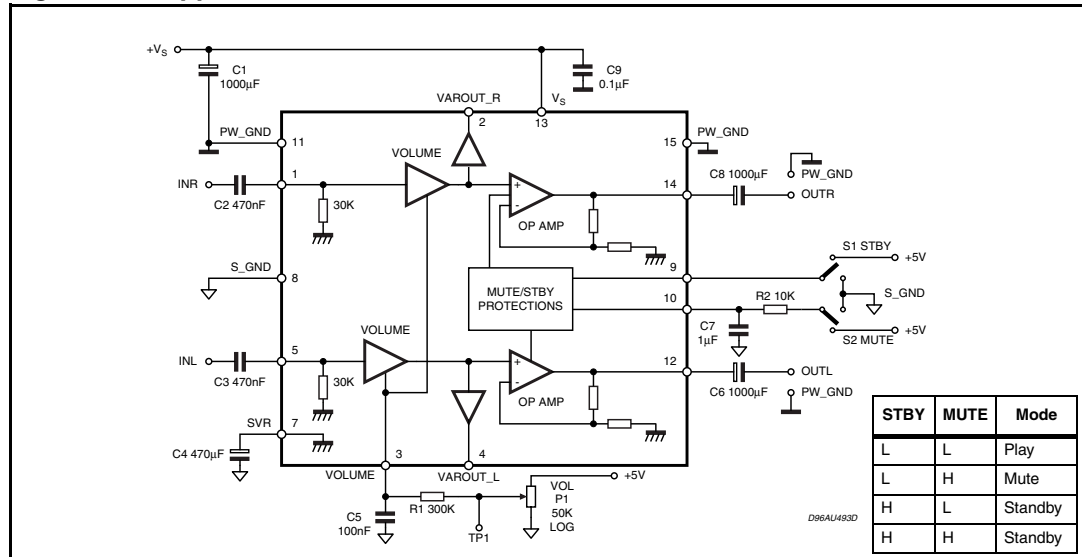 +VS
C1
1000µF
C9
0.1µF
VAROUT_R
VS
2
13
PW_GND
11
15
PW_GND
VOLUME
INR
C2 470nF
1
30K
+
-
OP AMP
14
C8 1000µF
PW_GND
OUTR
S1 STBY
+5V
S_GND
8
MUTE/STBY
PROTECTIONS
9
10
R2 10K
S_GND
C7
1µF
S2 MUTE
+5V
VOLUME
INL
C3 470nF
5
30K
+
-
OP AMP
12
C6 1000µF
OUTL
PW_GND
SVR
7
C4 470µF
3
4
VOLUME
VAROUT_L
+5V
C5
100nF
R1 300K
TP1
VOL
P1
50K
LOG
D96AU493D
STBY MUTE Mode
L L Play
L H Mute
H L Standby
H H Standby